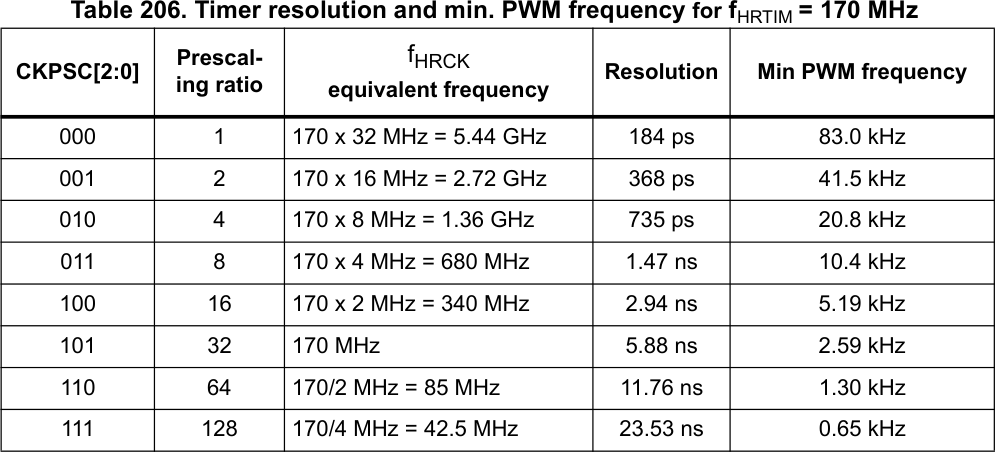 Table 206. Timer resolution and min. PWM frequency for fHRTIM = 170 MHz
CKPSC[2:0] Prescal-ing ratio fHRCK equivalent frequency Resolution Min PWM frequency
000 1 170 x 32 MHz = 5.44 GHz 184 ps 83.0 kHz
001 2 170 x 16 MHz = 2.72 GHz 368 ps 41.5 kHz
010 4 170 x 8 MHz = 1.36 GHz 735 ps 20.8 kHz
011 8 170 x 4 MHz = 680 MHz 1.47 ns 10.4 kHz
100 16 170 x 2 MHz = 340 MHz 2.94 ns 5.19 kHz
101 32 170 MHz 5.88 ns 2.59 kHz
110 64 170/2 MHz = 85 MHz 11.76 ns 1.30 kHz
111 128 170/4 MHz = 42.5 MHz 23.53 ns 0.65 kHz